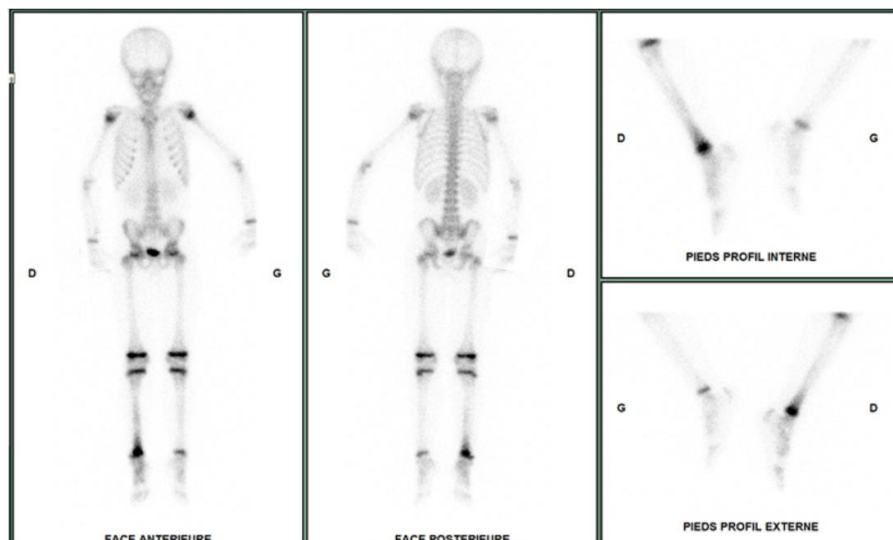 D
G
FACE ANTERIEURE
G
D
FACE POSTERIEURE
D
G
PIEDS PROFIL INTERNE
G
D
PIEDS PROFIL EXTERNE